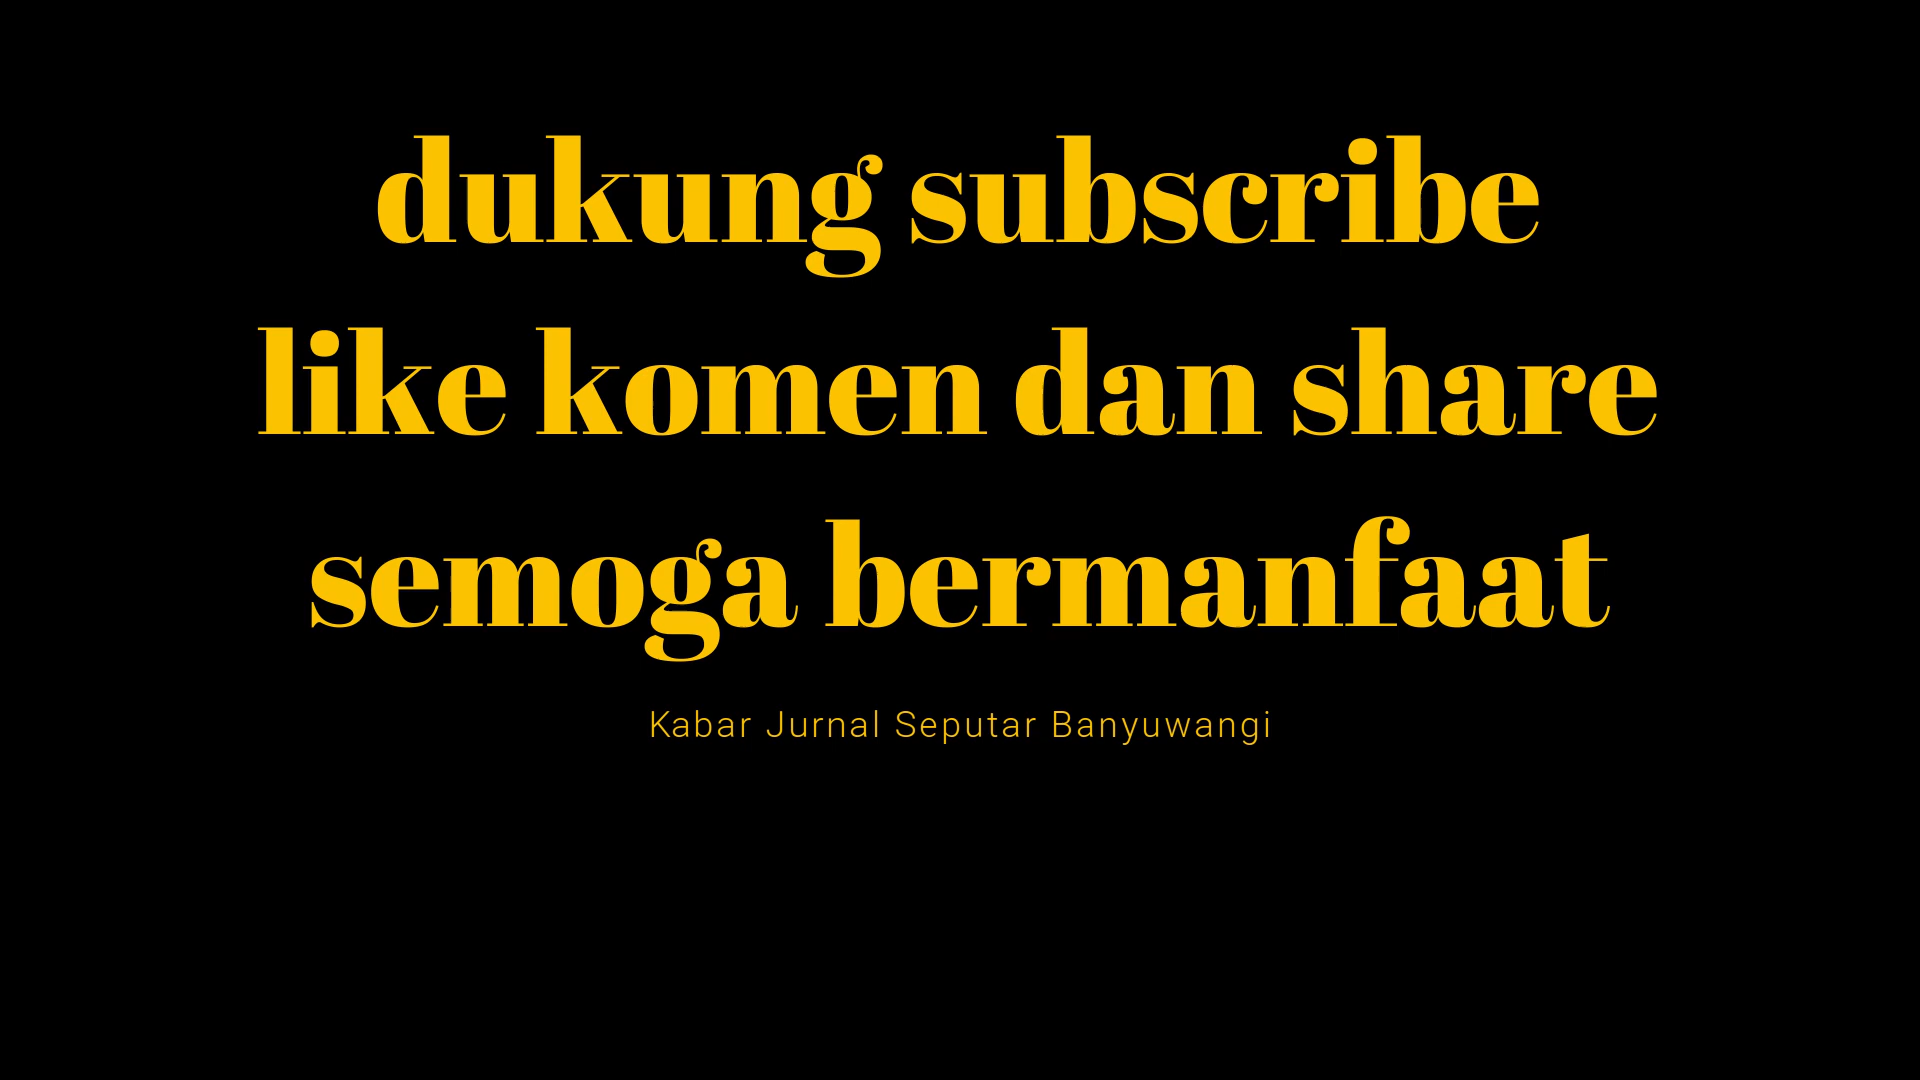 dukung subscribe
like komen dan share
semoga bermanfaat
Kabar Jurnal Seputar Banyuwangi